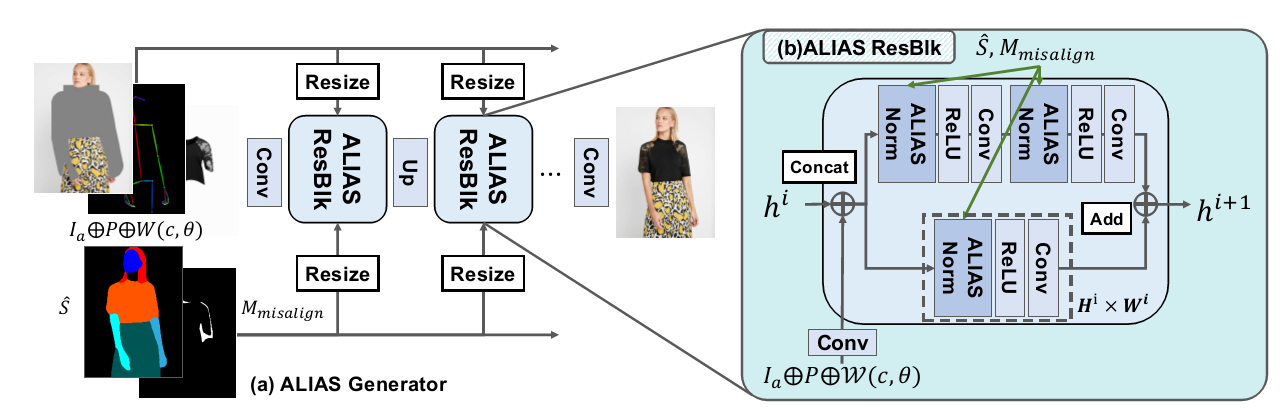 Resize
Resize
Conv
ALIAS
ResBlk
Up
ALIAS
ResBlk
...
Conv
I_a⊕P⊕W(c, θ)
Resize
Resize
Ŝ
M_misalign
(a) ALIAS Generator
(b)ALIAS ResBlk
Ŝ, M_misalign
ALIAS
Norm
ReLU
Conv
ALIAS
Norm
ReLU
Conv
Concat
h^i
Add
h^{i+1}
ALIAS
Norm
ReLU
Conv
H^i × W^i
Conv
I_a⊕P⊕𝒲(c, θ)